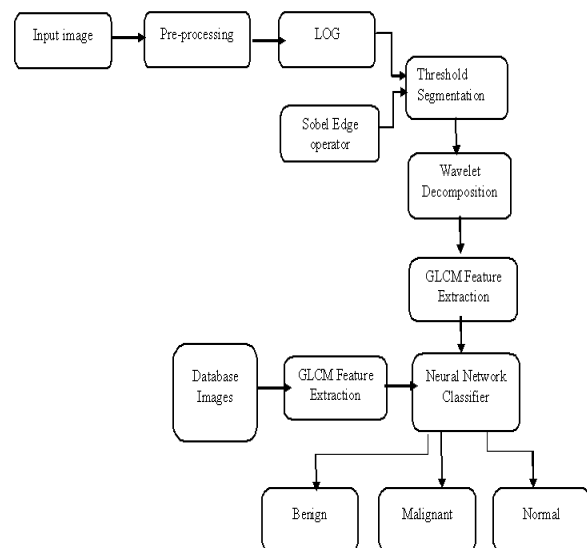 Input image
Pre-processing
LOG
Threshold
Segmentation
Sobel Edge
operator
Wavelet
Decomposition
GLCM Feature
Extraction
Database
Images
GLCM Feature
Extraction
Neural Network
Classifier
Benign
Malignant
Normal